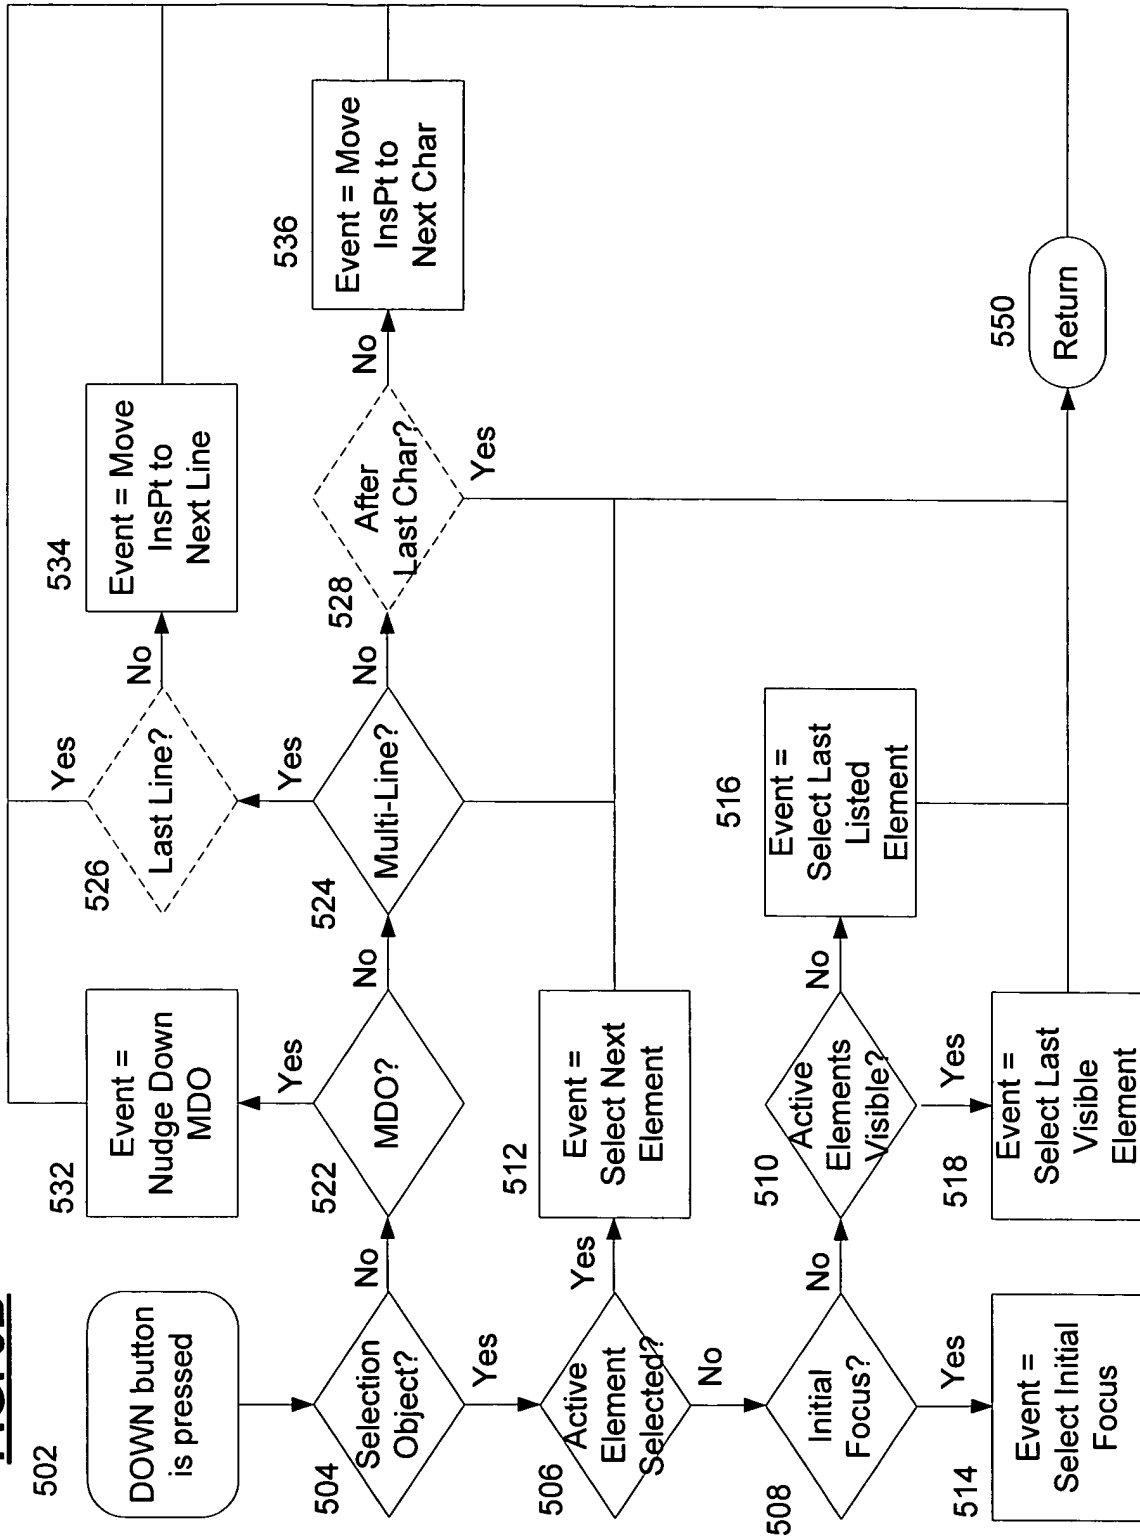 502
DOWN button
is pressed
532
Event =
Nudge Down
MDO
526
Last Line?
Yes
No
534
Event = Move
InsPt to
Next Line
504
Selection
Object?
No
Yes
522
MDO?
Yes
No
524
Multi-Line?
Yes
No
528
After
Last Char?
No
Yes
536
Event = Move
InsPt to
Next Char
506
Active
Element
Selected?
Yes
No
512
Event =
Select Next
Element
508
Initial
Focus?
No
Yes
510
Active
Elements
Visible?
No
Yes
516
Event =
Select Last
Listed
Element
514
Event =
Select Initial
Focus
518
Event =
Select Last
Visible
Element
550
Return